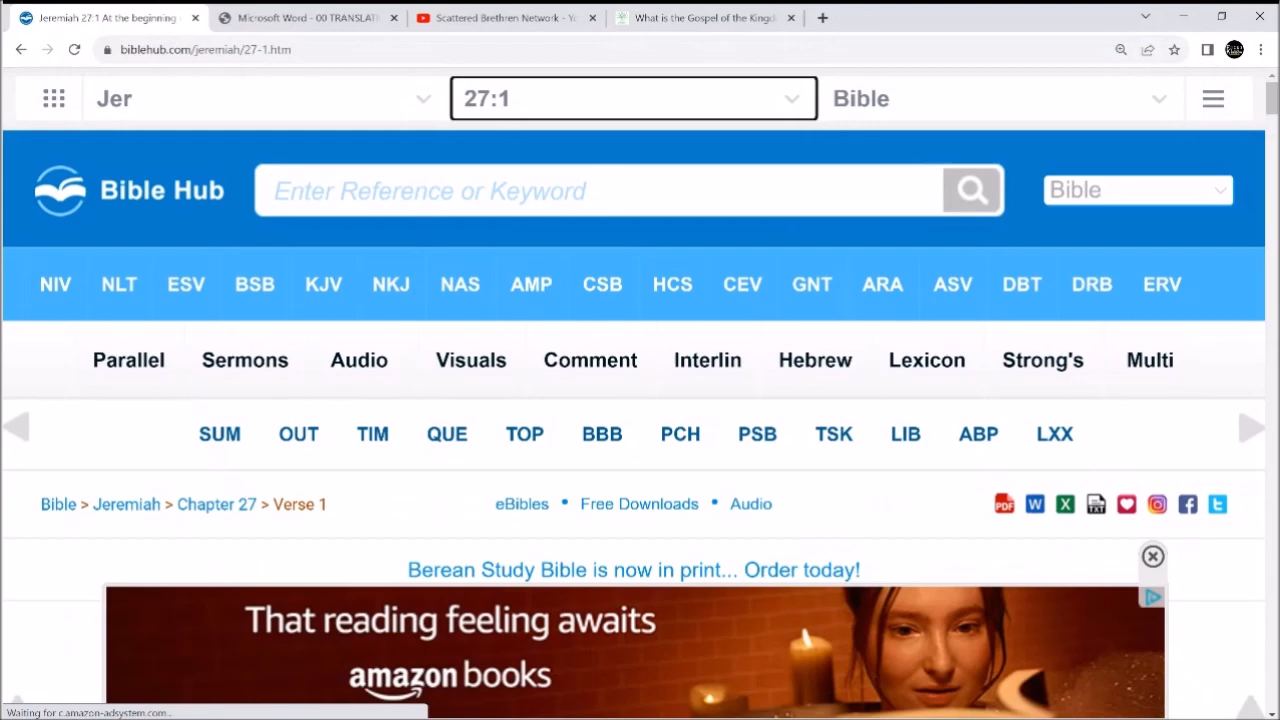 Jeremiah 27:1 At the beginning
Microsoft Word - 00 TRANSLATI
Scattered Brethren Network - Yo
What is the Gospel of the Kingd
biblehub.com/jeremiah/27-1.htm
Jer 27:1 Bible
Bible Hub Enter Reference or Keyword Bible
NIV NLT ESV BSB KJV NKJ NAS AMP CSB HCS CEV GNT ARA ASV DBT DRB ERV
Parallel Sermons Audio Visuals Comment Interlin Hebrew Lexicon Strong's Multi
SUM OUT TIM QUE TOP BBB PCH PSB TSK LIB ABP LXX
Bible > Jeremiah > Chapter 27 > Verse 1 eBibles • Free Downloads • Audio PDF W X TXT
Berean Study Bible is now in print... Order today!
That reading feeling awaits
amazon books
Waiting for c.amazon-adsystem.com...